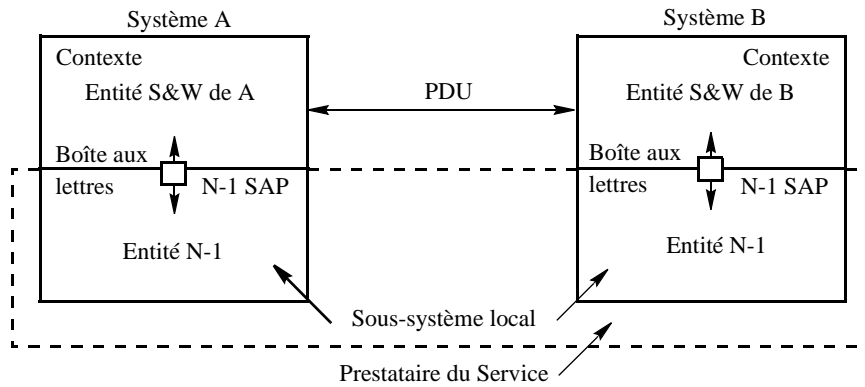 Système A
Système B
Contexte
Contexte
Entité S&W de A
PDU
Entité S&W de B
Boîte aux
lettres
N-1 SAP
Boîte aux
lettres
N-1 SAP
Entité N-1
Entité N-1
Sous-système local
Prestataire du Service